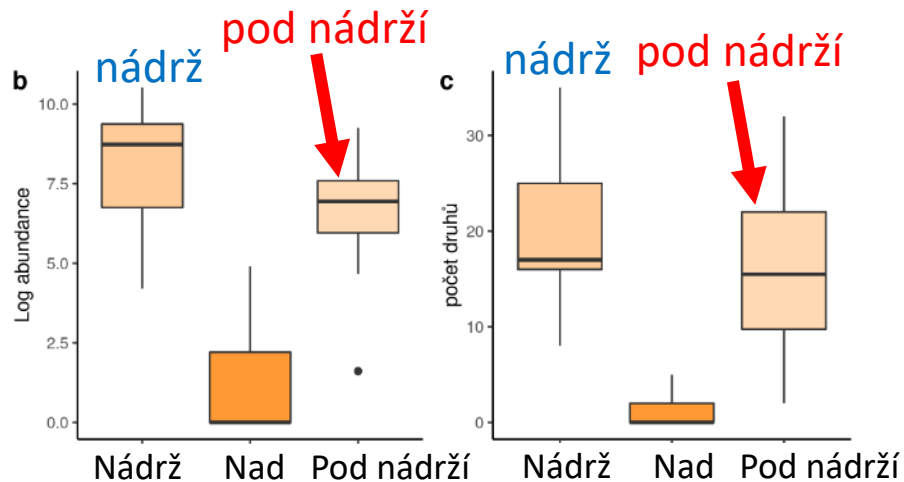 nádrž
pod nádrží
b
10.0
7.5
5.0
2.5
0.0
Log abundance
Nádrž Nad Pod nádrží
nádrž
pod nádrží
c
30
20
10
0
počet druhů
Nádrž Nad Pod nádrží